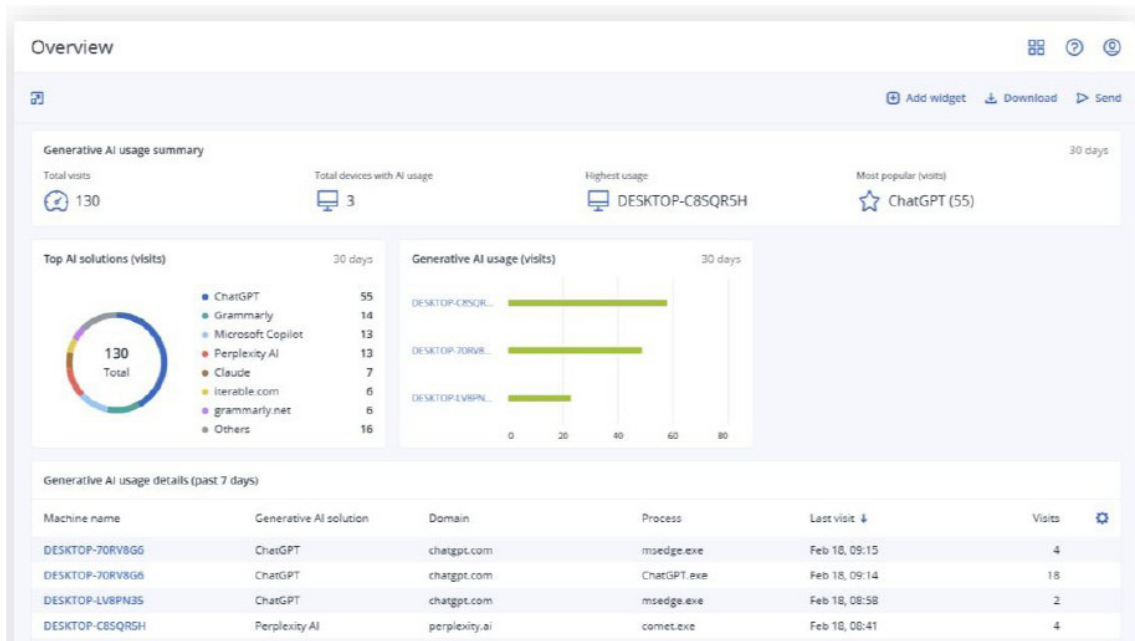 Overview
Add widget Download Send
Generative AI usage summary 30 days
Total visits Total devices with AI usage Highest usage Most popular (visits)
130 3 DESKTOP-C8SQR5H ChatGPT (55)
Top AI solutions (visits) 30 days
130
Total
ChatGPT 55
Grammarly 14
Microsoft Copilot 13
Perplexity AI 13
Claude 7
iterable.com 6
grammarly.net 6
Others 16
Generative AI usage (visits) 30 days
DESKTOP-C8SQR...
DESKTOP-70RV8...
DESKTOP-LV8PN...
0 20 40 60 80
Generative AI usage details (past 7 days)
Machine name Generative AI solution Domain Process Last visit Visits
DESKTOP-70RV8G6 ChatGPT chatgpt.com msedge.exe Feb 18, 09:15 4
DESKTOP-70RV8G6 ChatGPT chatgpt.com ChatGPT.exe Feb 18, 09:14 18
DESKTOP-LV8PN35 ChatGPT chatgpt.com msedge.exe Feb 18, 08:58 2
DESKTOP-C8SQR5H Perplexity AI perplexity.ai comet.exe Feb 18, 08:41 4